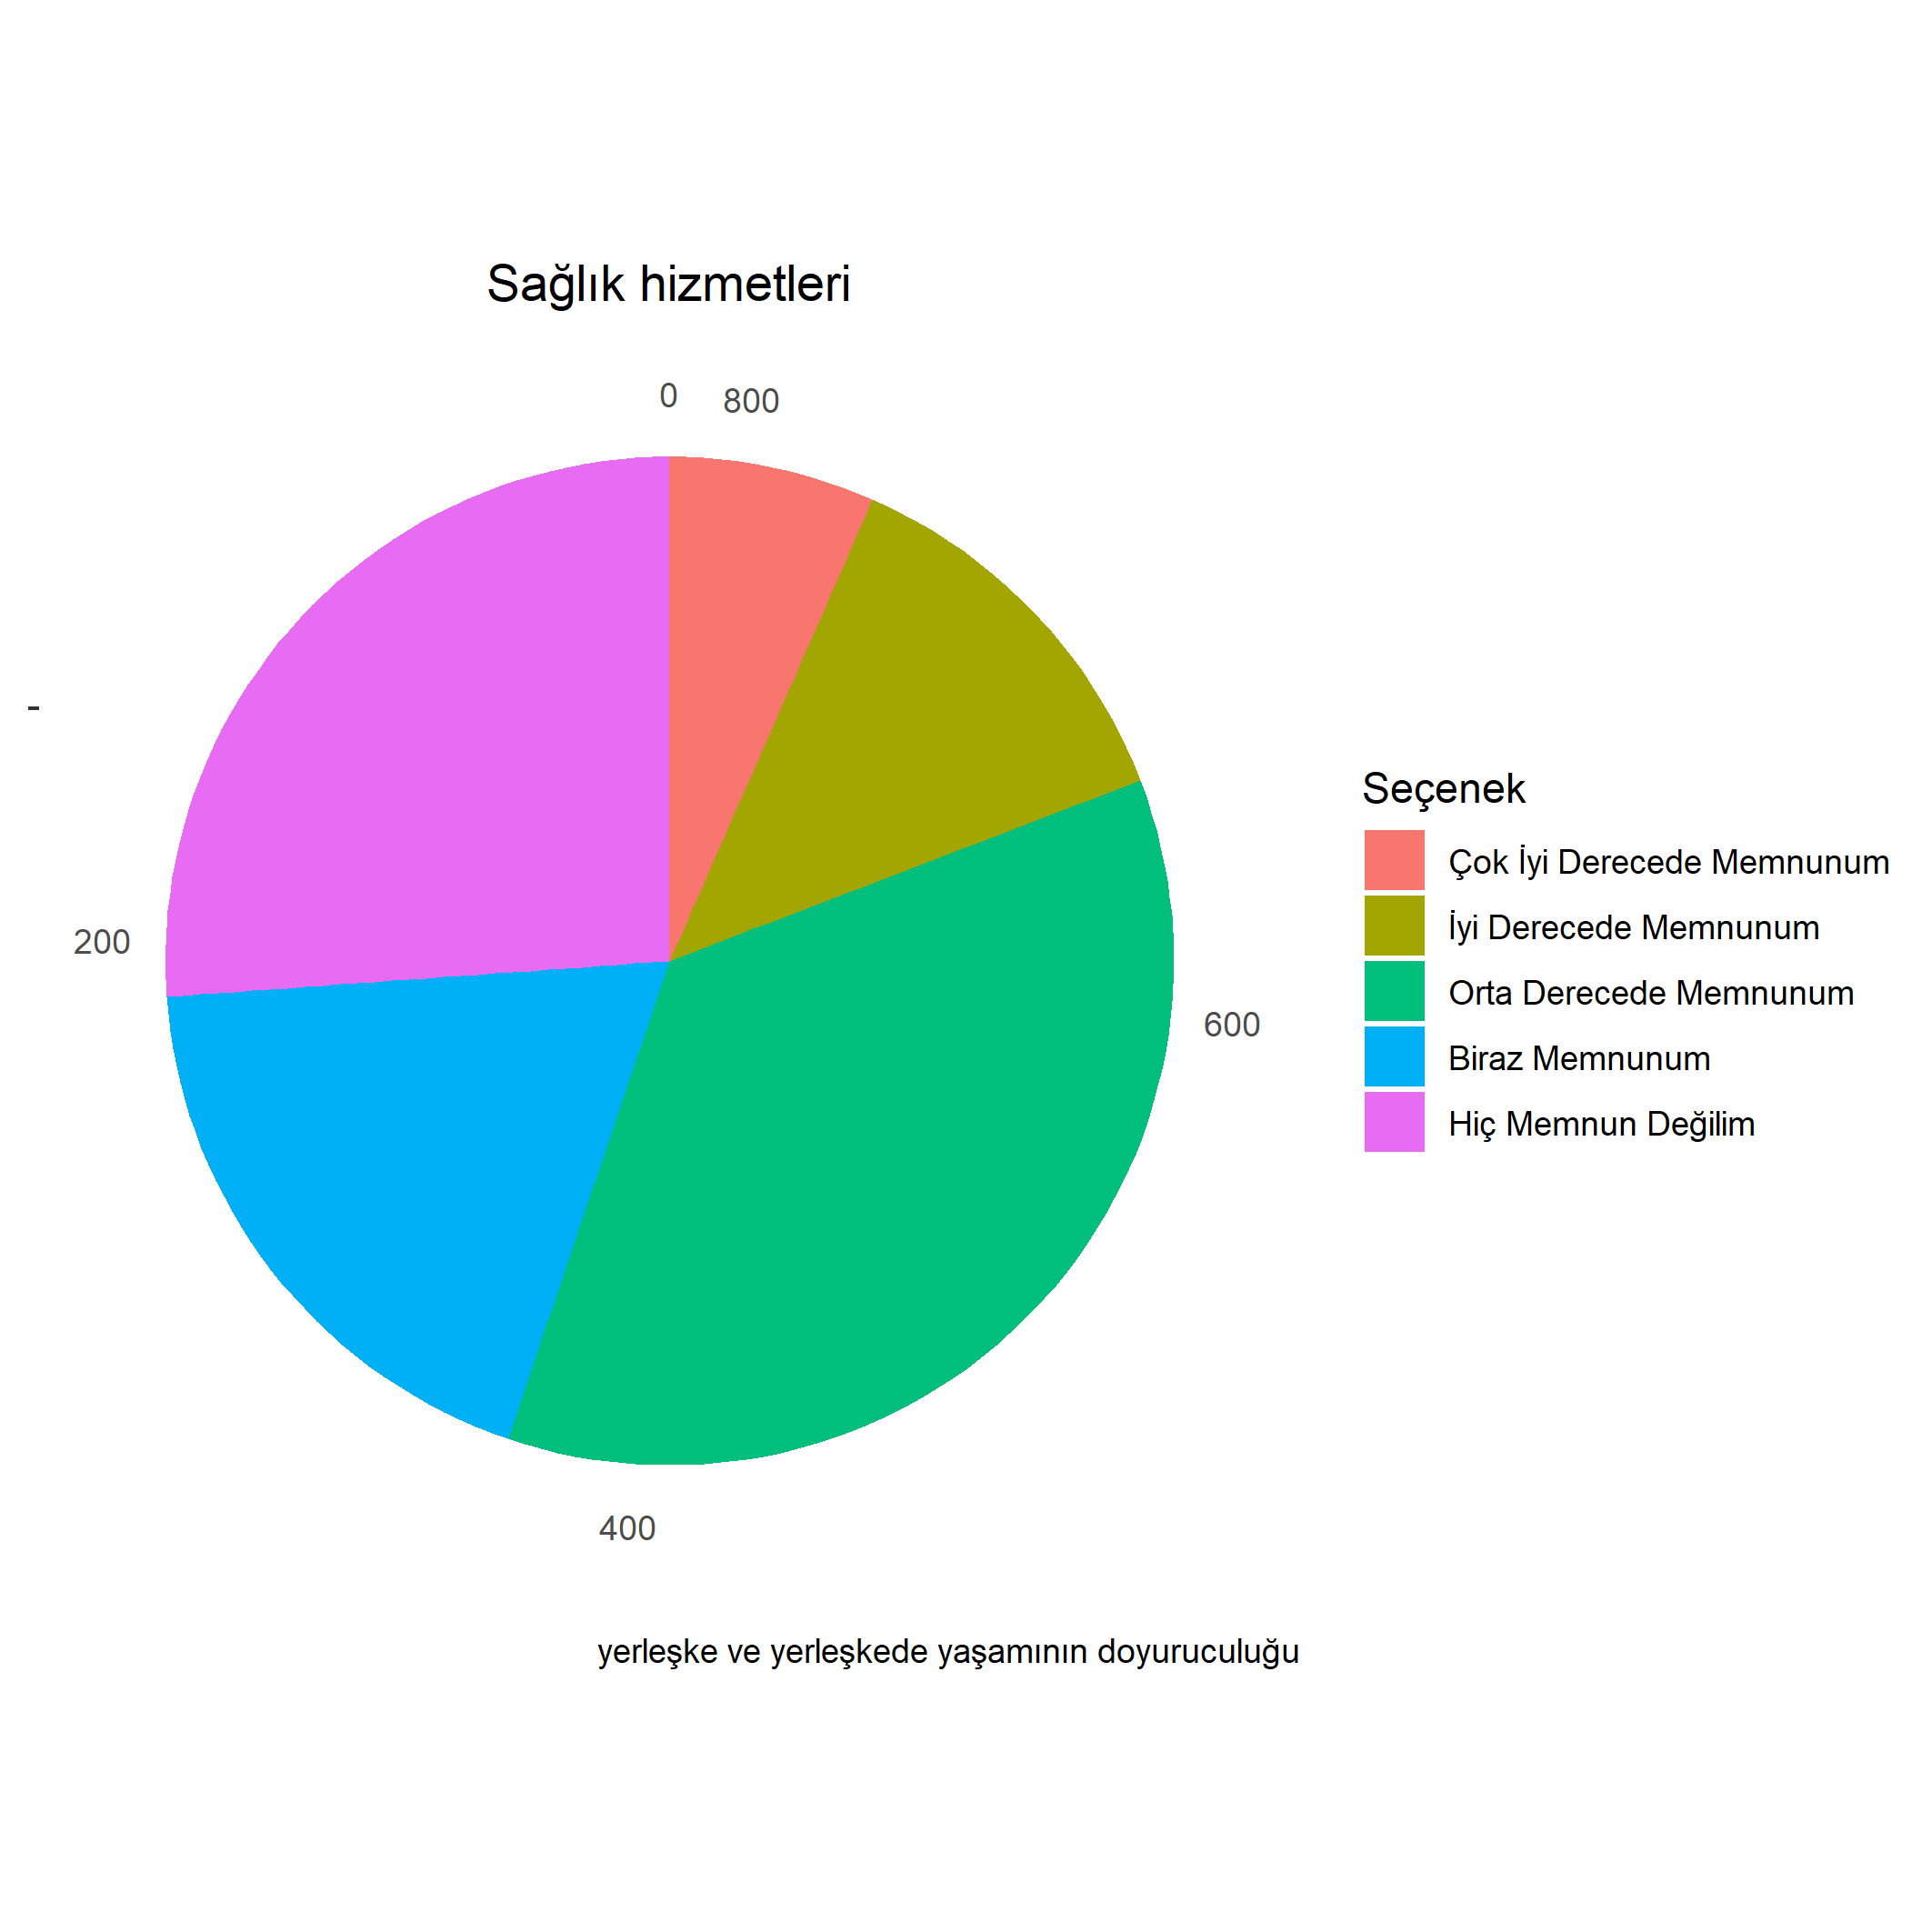 Sağlık hizmetleri
0
800
-
200
600
400
Seçenek
Çok İyi Derecede Memnunum
İyi Derecede Memnunum
Orta Derecede Memnunum
Biraz Memnunum
Hiç Memnun Değilim
yerleşke ve yerleşkede yaşamının doyuruculuğu